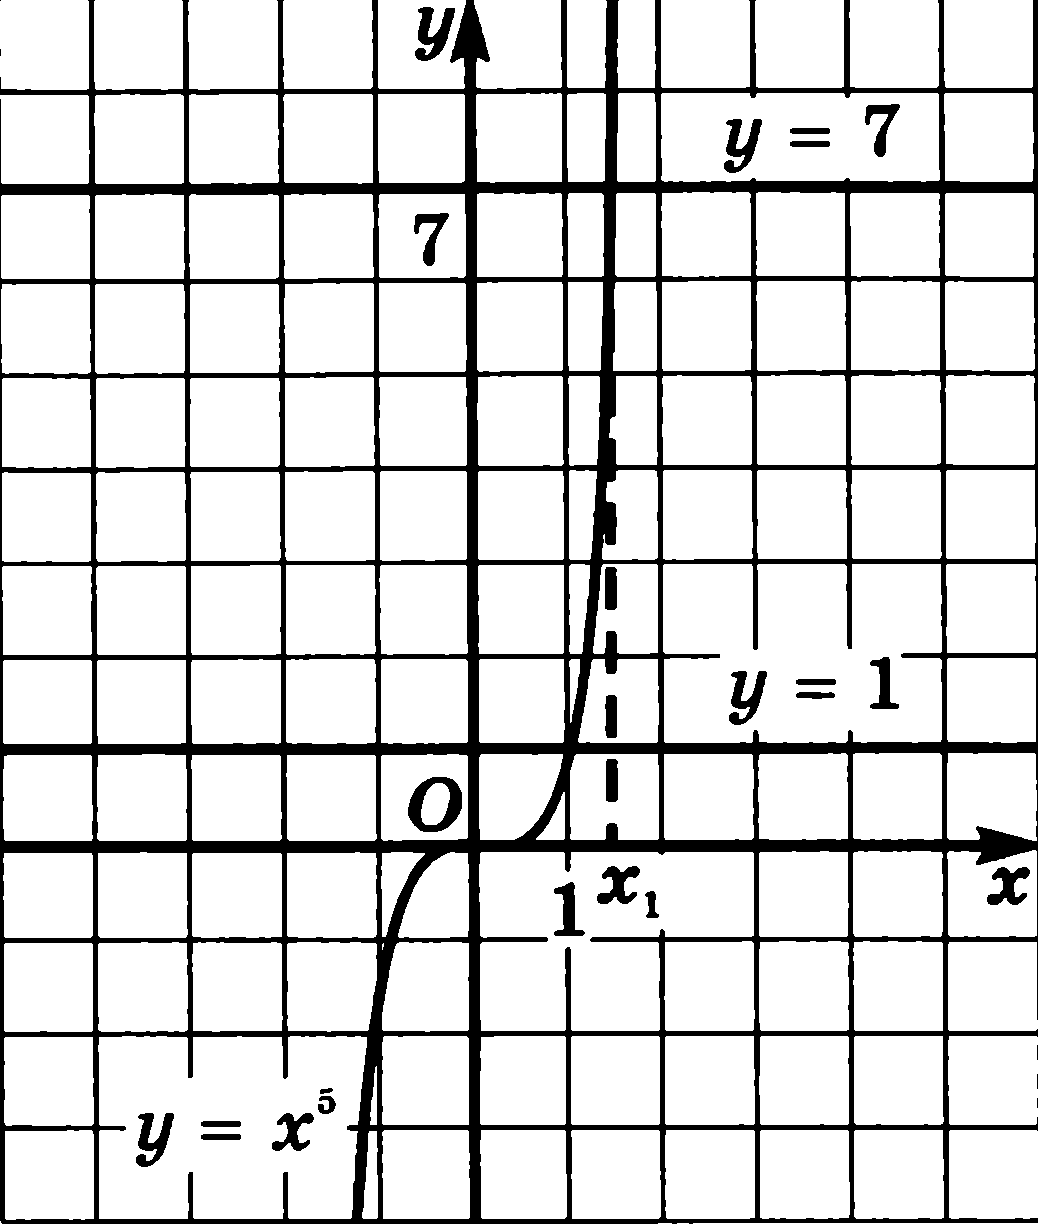 y
y = 7
7
y = 1
O
1 x₁ x
y = x⁵